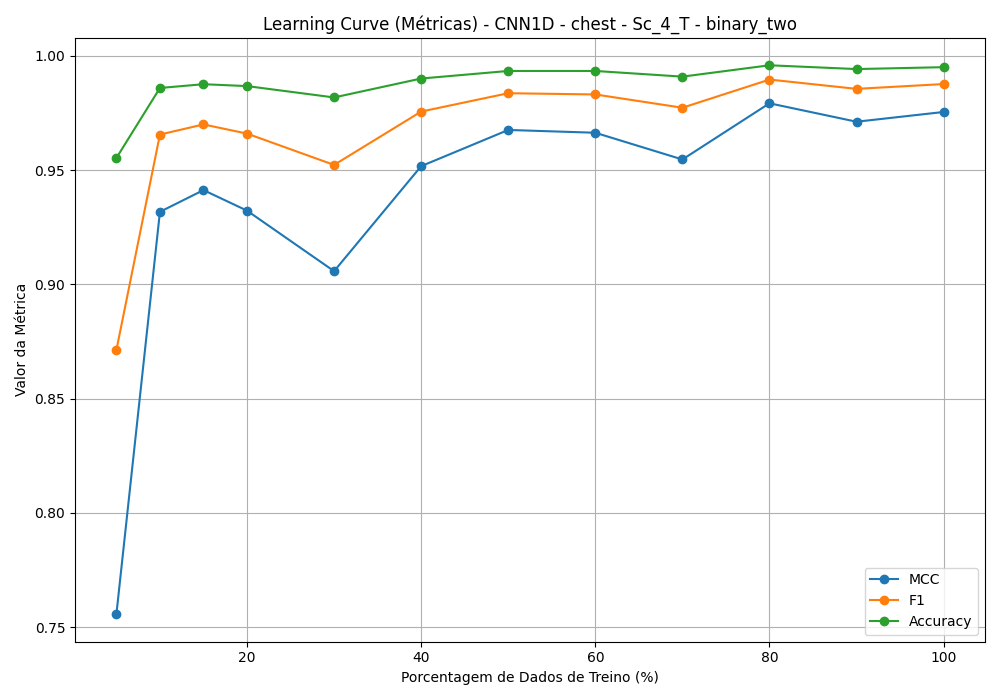 Learning Curve (Métricas) - CNN1D - chest - Sc_4_T - binary_two
1.00
0.95
0.90
0.85
0.80
0.75
Valor da Métrica
20
40
60
80
100
Porcentagem de Dados de Treino (%)
MCC
F1
Accuracy